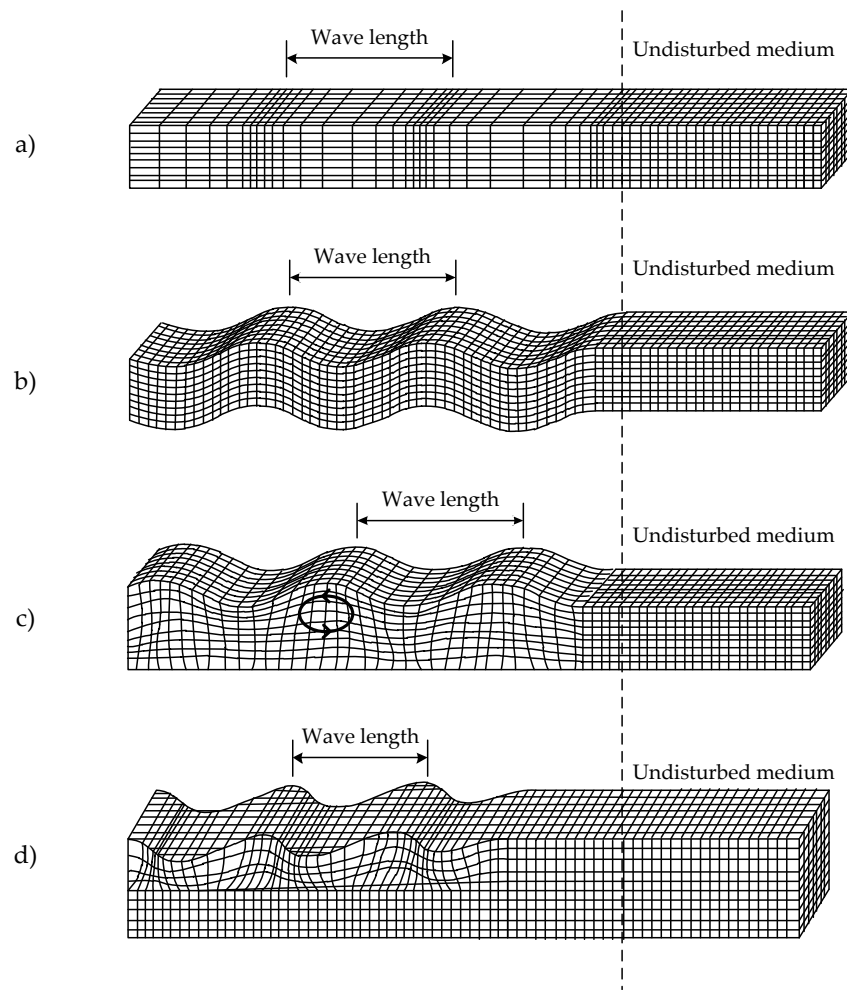 Wave length
Undisturbed medium
a)
Wave length
Undisturbed medium
b)
Wave length
Undisturbed medium
c)
Wave length
Undisturbed medium
d)